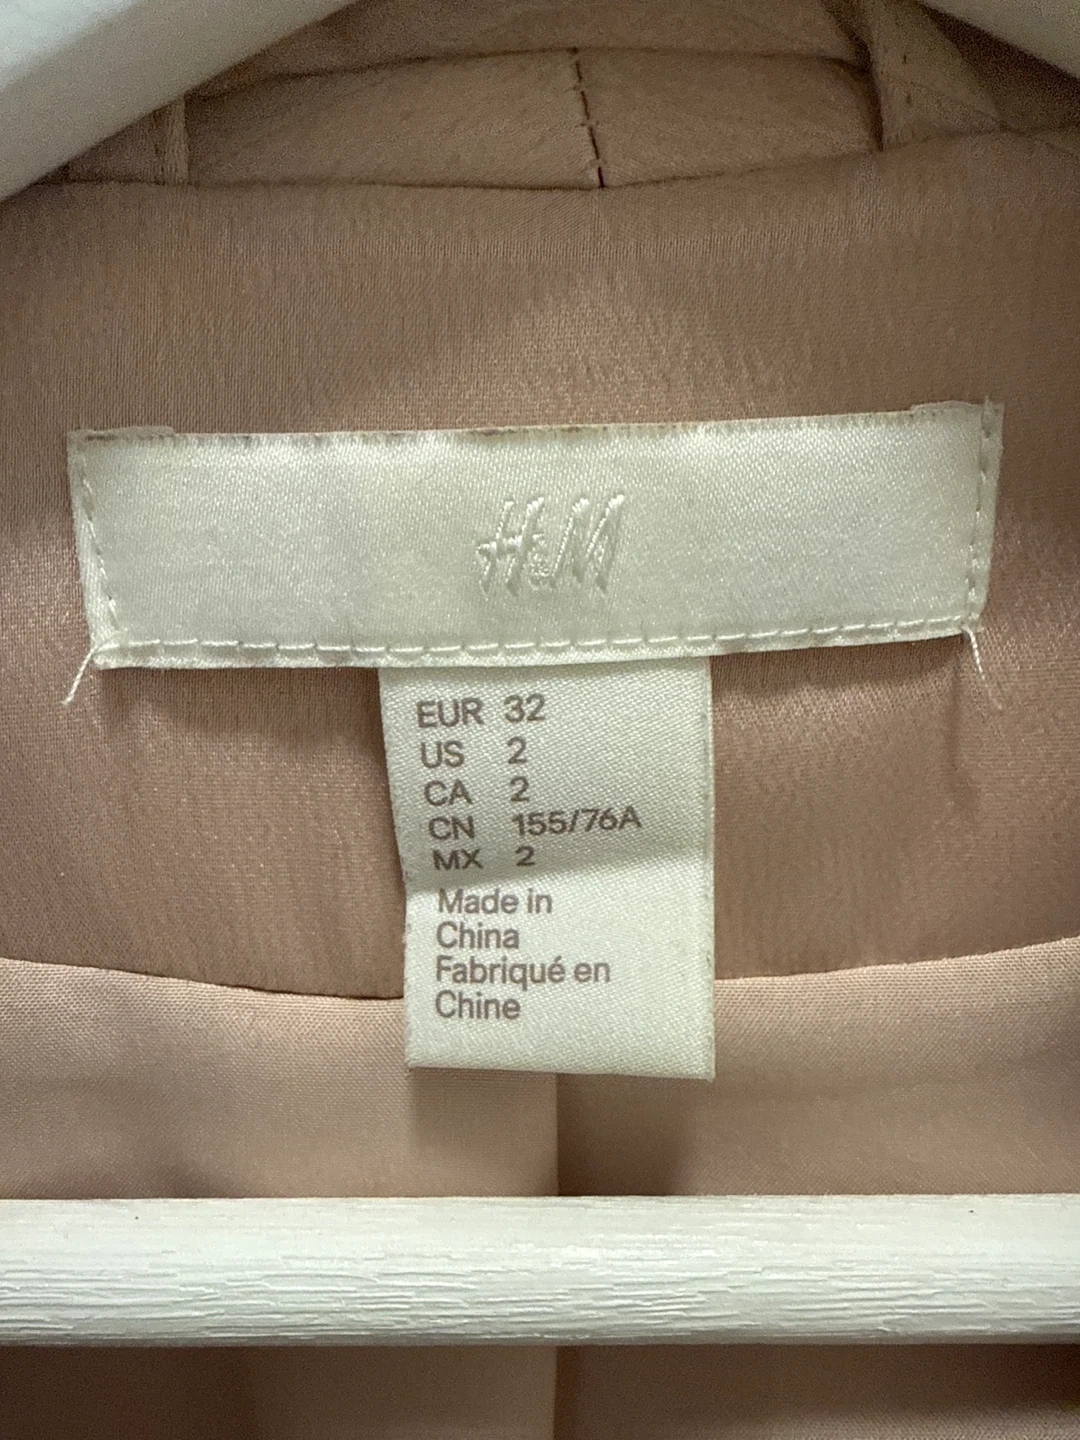 H&M
EUR 32
US 2
CA 2
CN 155/76A
MX 2
Made in
China
Fabriqué en
Chine